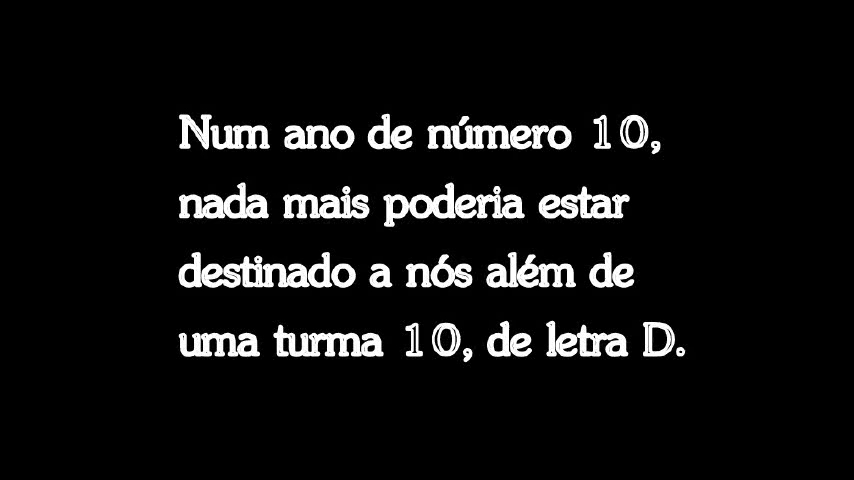 Num ano de número 10,
nada mais poderia estar
destinado a nós além de
uma turma 10, de letra D.